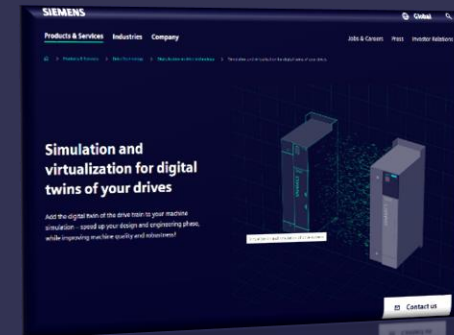 SIEMENS
Global
Products & Services Industries Company
Jobs & Careers Press Investor Relations
Simulation and
virtualization for digital
twins of your drives
Add the digital twin of the drive train to your machine
simulation – speed up your design and engineering phase,
while improving machine quality and robustness!
Contact us